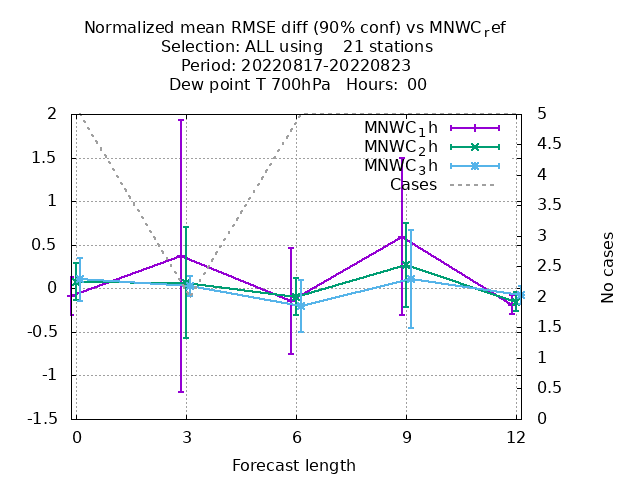 Normalized mean RMSE diff (90% conf) vs MNWC_ref
Selection: ALL using    21 stations
Period: 20220817-20220823
Dew point T 700hPa   Hours:  00
2
1.5
1
0.5
0
-0.5
-1
-1.5
5
4.5
4
3.5
3
2.5
2
1.5
1
0.5
0
MNWC_1h
MNWC_2h
MNWC_3h
Cases
No cases
0 3 6 9 12
Forecast length